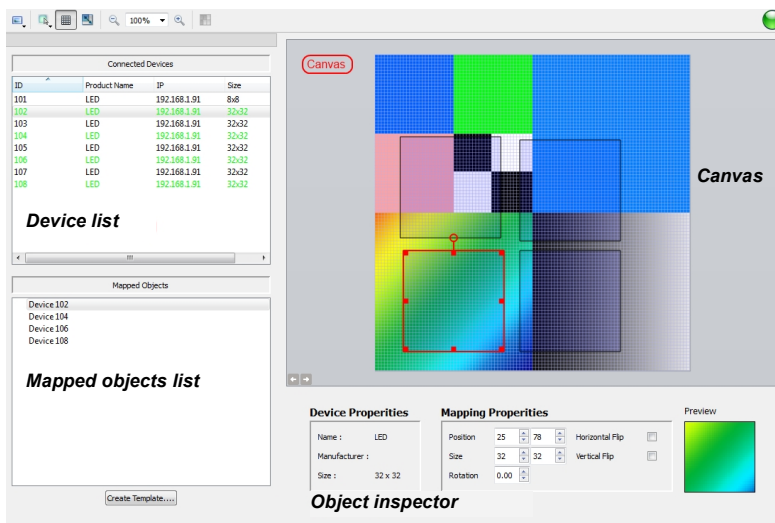 100%
Connected Devices
ID Product Name IP Size
101 LED 192.168.1.91 8x8
102 LED 192.168.1.91 32x32
103 LED 192.168.1.91 32x32
104 LED 192.168.1.91 32x32
105 LED 192.168.1.91 32x32
106 LED 192.168.1.91 32x32
107 LED 192.168.1.91 32x32
108 LED 192.168.1.91 32x32
Device list
Mapped Objects
Device 102
Device 104
Device 106
Device 108
Mapped objects list
Create Template....
Canvas
Canvas
Device Properities
Name : LED
Manufacturer :
Size : 32 x 32
Mapping Properities
Position 25 78 Horizontal Flip
Size 32 32 Vertical Flip
Rotation 0.00
Preview
Object inspector